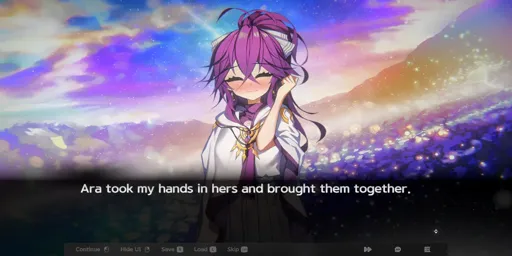 Ara took my hands in hers and brought them together.
Continue Hide UI Save Load Skip